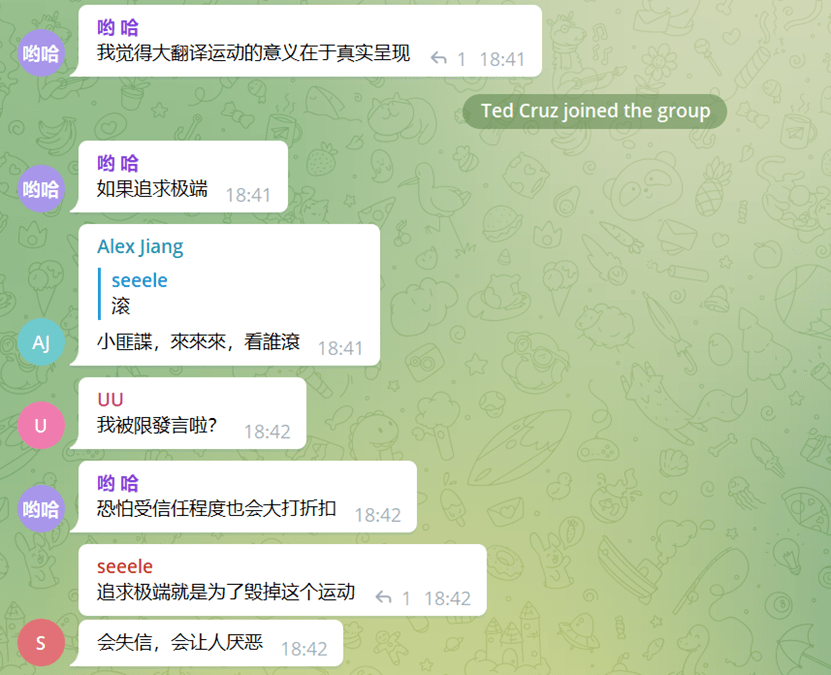 哟 哈
哟哈
我觉得大翻译运动的意义在于真实呈现 1 18:41
Ted Cruz joined the group
哟 哈
哟哈
如果追求极端 18:41
Alex Jiang
seeele
滚
AJ
小匪諜，來來來，看誰滾 18:41
UU
U
我被限發言啦？ 18:42
哟 哈
哟哈
恐怕受信任程度也会大打折扣 18:42
seeele
追求极端就是为了毁掉这个运动 1 18:42
S
会失信，会让人厌恶 18:42